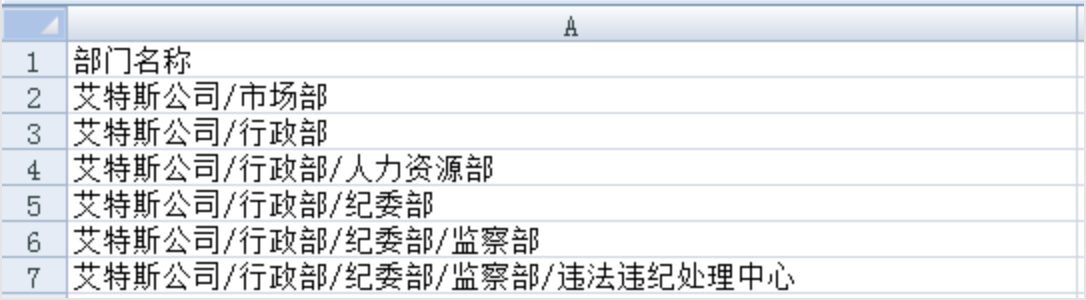 A
1 部门名称
2 艾特斯公司/市场部
3 艾特斯公司/行政部
4 艾特斯公司/行政部/人力资源部
5 艾特斯公司/行政部/纪委部
6 艾特斯公司/行政部/纪委部/监察部
7 艾特斯公司/行政部/纪委部/监察部/违法违纪处理中心